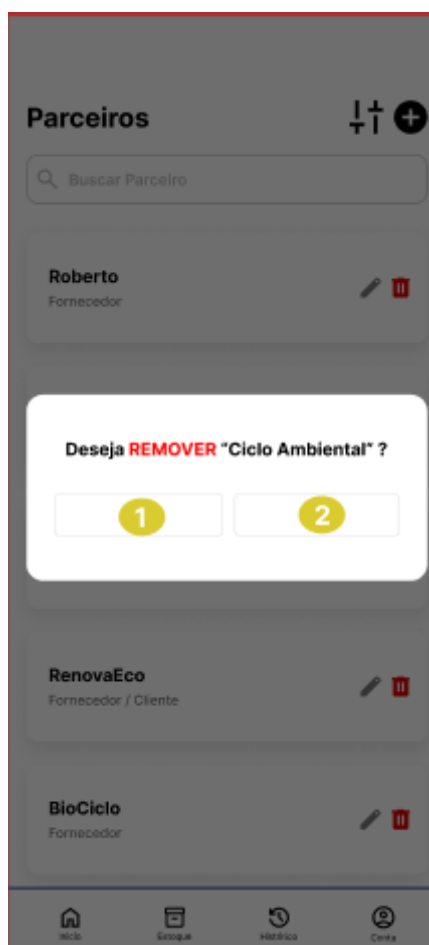 Parceiros
Buscar Parceiro
Roberto
Fornecedor
Deseja REMOVER "Ciclo Ambiental" ?
1 2
RenovaEco
Fornecedor / Cliente
BioCiclo
Fornecedor
Início Estoque Histórico Conta